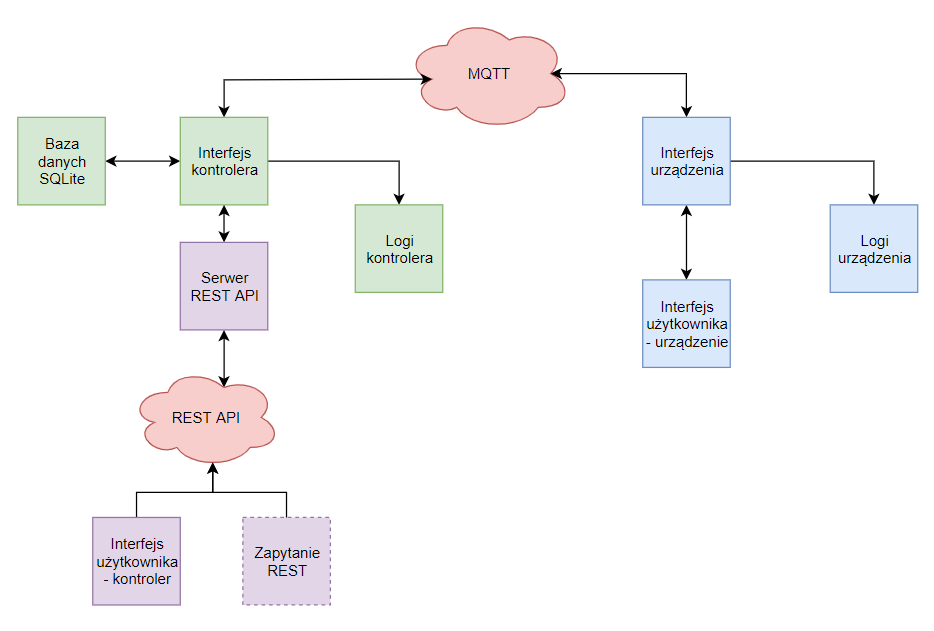 MQTT
Baza
danych
SQLite
Interfejs
kontrolera
Interfejs
urządzenia
Logi
kontrolera
Logi
urządzenia
Serwer
REST API
Interfejs
użytkownika
- urządzenie
REST API
Interfejs
użytkownika
- kontroler
Zapytanie
REST